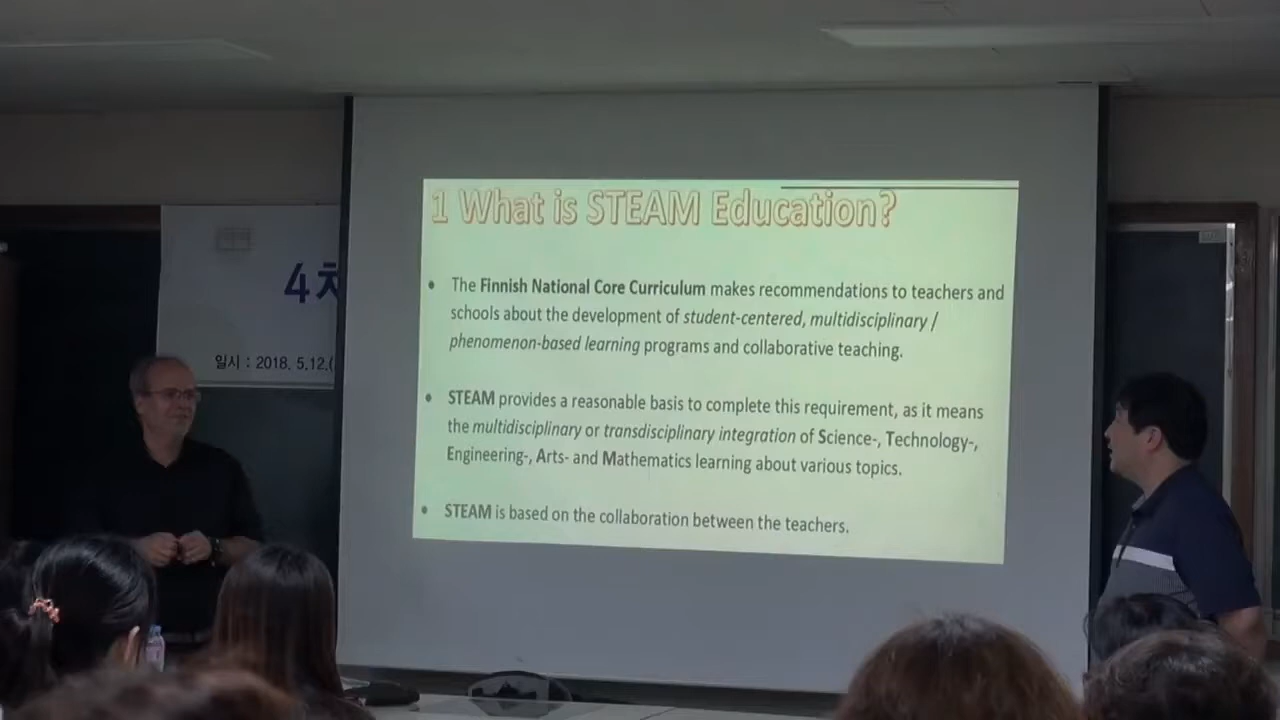 1 What is STEAM Education?
• The Finnish National Core Curriculum makes recommendations to teachers and
schools about the development of student-centered, multidisciplinary /
phenomenon-based learning programs and collaborative teaching.
• STEAM provides a reasonable basis to complete this requirement, as it means
the multidisciplinary or transdisciplinary integration of Science-, Technology-,
Engineering-, Arts- and Mathematics learning about various topics.
• STEAM is based on the collaboration between the teachers.
4차
일시 : 2018. 5.12.(